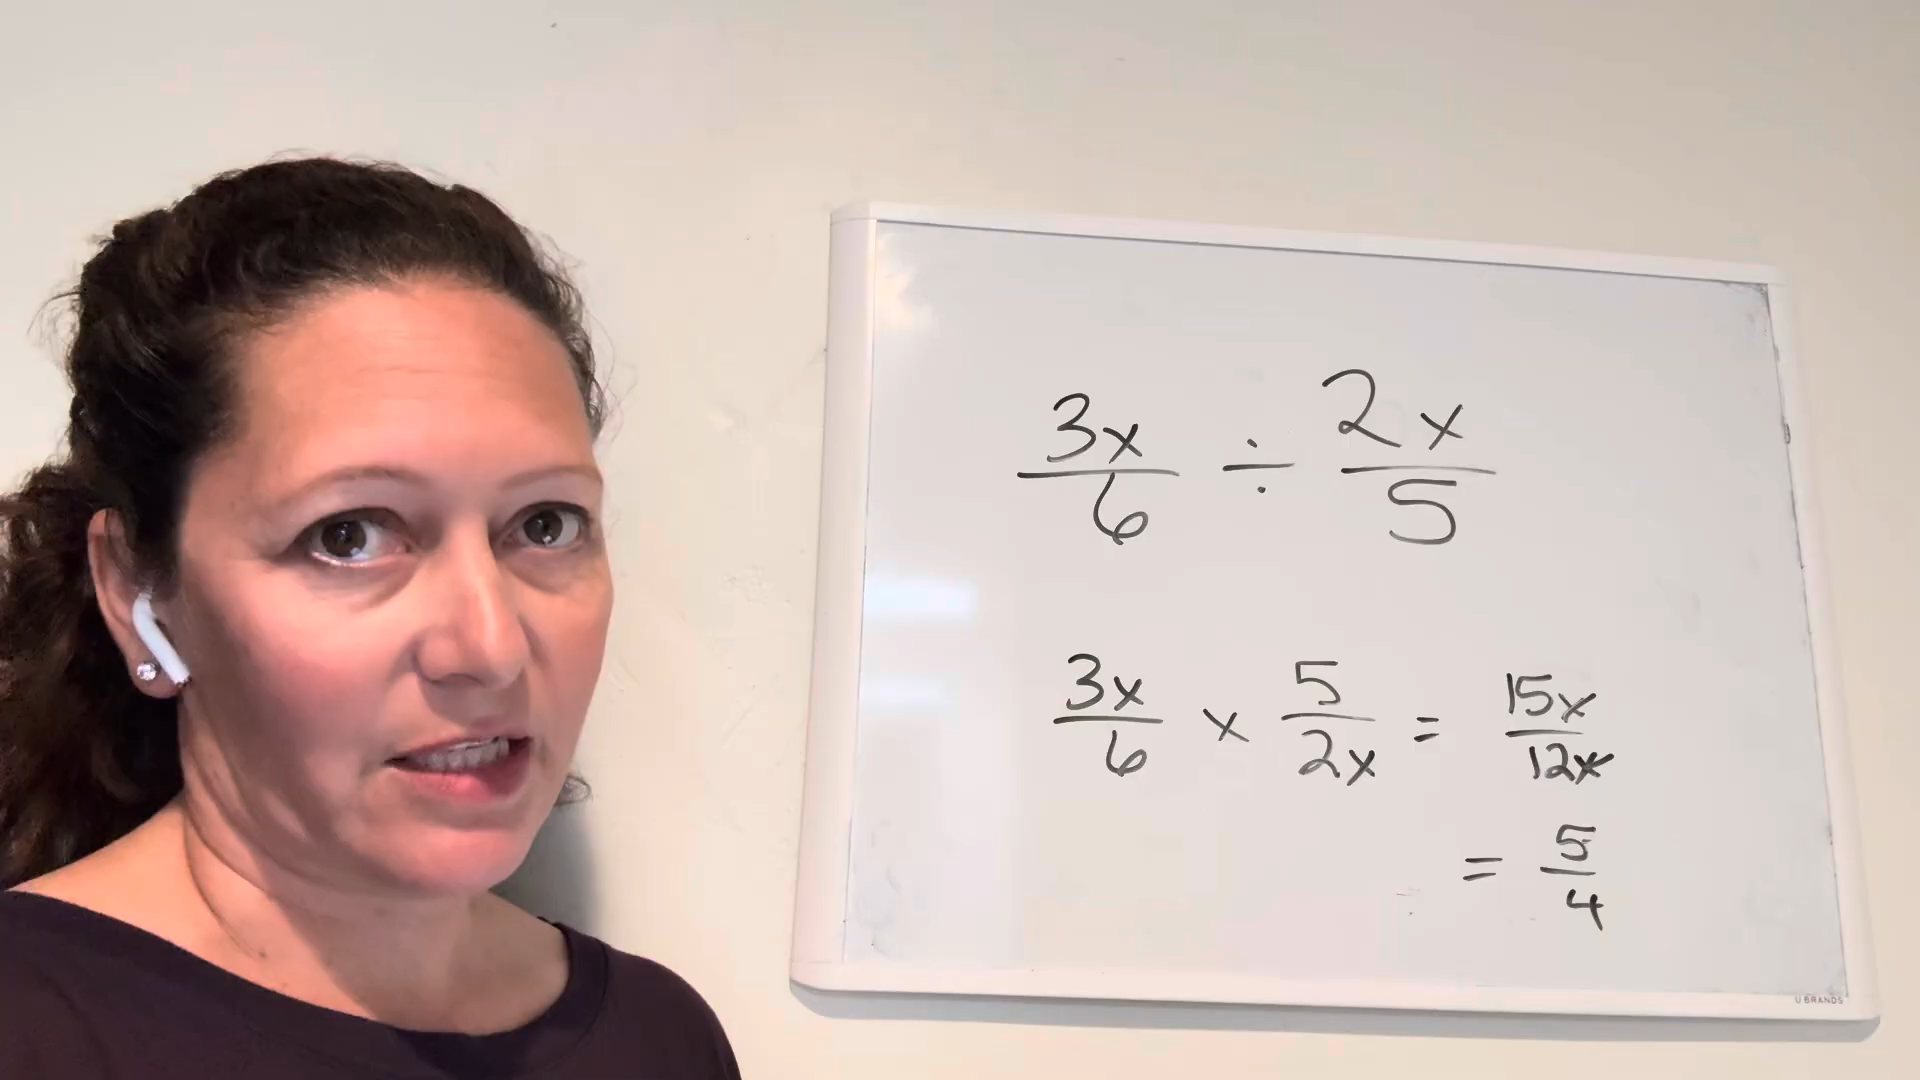 3x/6 ÷ 2x/5
3x/6 x 5/2x = 15x/12x
= 5/4
U BRANDS